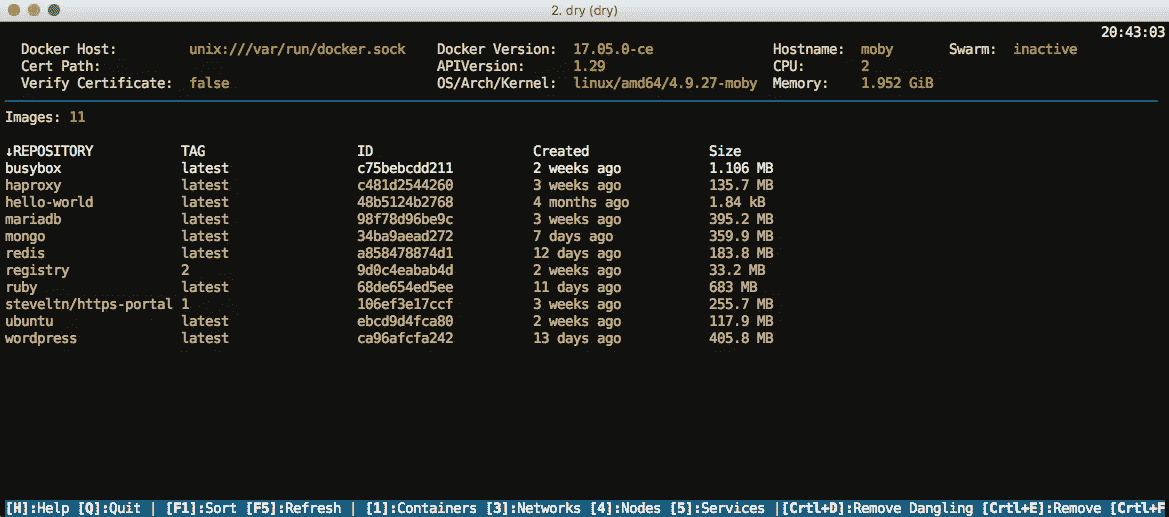 2. dry (dry)
20:43:03
Docker Host: unix:///var/run/docker.sock Docker Version: 17.05.0-ce Hostname: moby Swarm: inactive
Cert Path: APIVersion: 1.29 CPU: 2
Verify Certificate: false OS/Arch/Kernel: linux/amd64/4.9.27-moby Memory: 1.952 GiB
Images: 11
↓REPOSITORY TAG ID Created Size
busybox latest c75bebcdd211 2 weeks ago 1.106 MB
haproxy latest c481d2544260 3 weeks ago 135.7 MB
hello-world latest 48b5124b2768 4 months ago 1.84 kB
mariadb latest 98f78d96be9c 3 weeks ago 395.2 MB
mongo latest 34ba9aead272 7 days ago 359.9 MB
redis latest a858478874d1 12 days ago 183.8 MB
registry 2 9d0c4eabab4d 2 weeks ago 33.2 MB
ruby latest 68de654ed5ee 11 days ago 683 MB
steveltn/https-portal 1 106ef3e17ccf 3 weeks ago 255.7 MB
ubuntu latest ebcd9d4fca80 2 weeks ago 117.9 MB
wordpress latest ca96afcfa242 13 days ago 405.8 MB
[H]:Help [Q]:Quit | [F1]:Sort [F5]:Refresh | [1]:Containers [3]:Networks [4]:Nodes [5]:Services |[Crtl+D]:Remove Dangling [Crtl+E]:Remove [Crtl+F